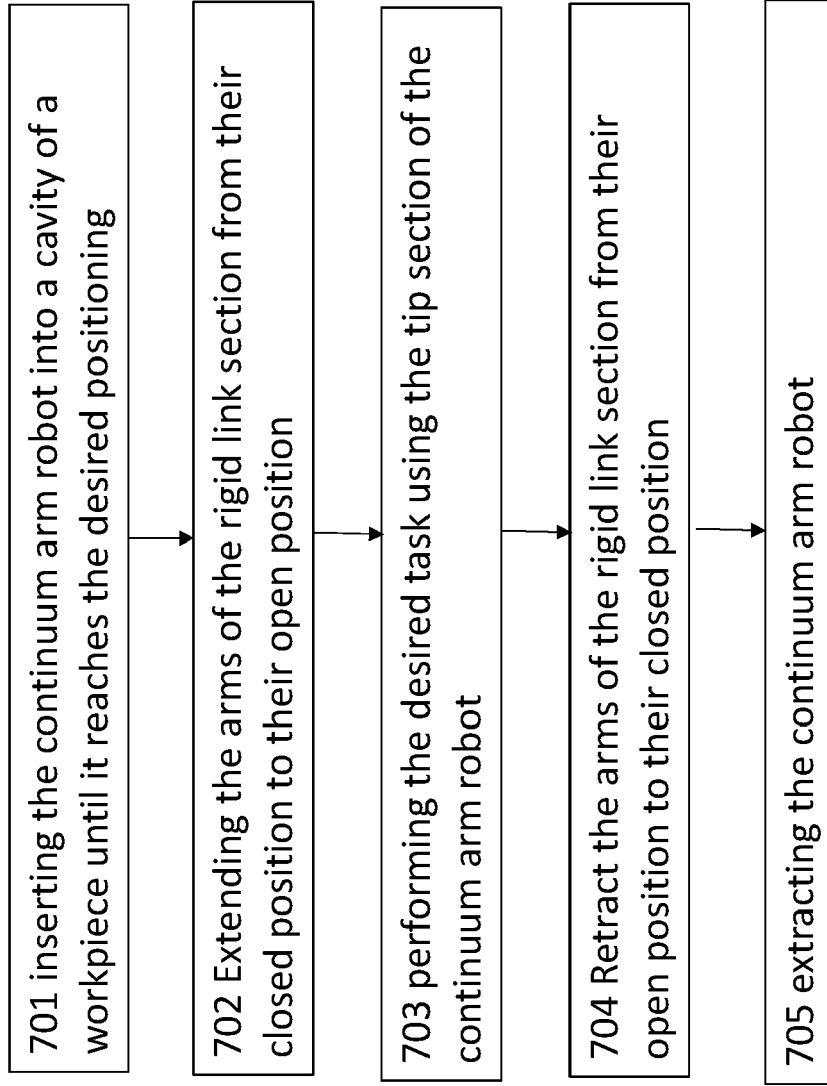 701 inserting the continuum arm robot into a cavity of a
workpiece until it reaches the desired positioning
702 Extending the arms of the rigid link section from their
closed position to their open position
703 performing the desired task using the tip section of the
continuum arm robot
704 Retract the arms of the rigid link section from their
open position to their closed position
705 extracting the continuum arm robot